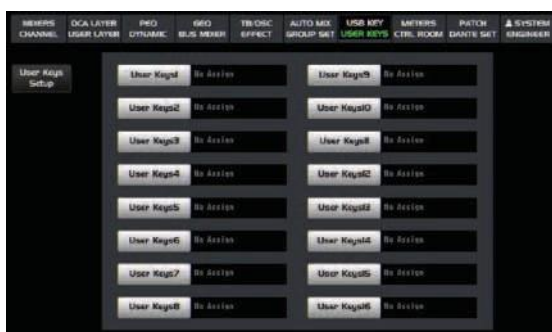 MIXERS DCA LAYER PEQ GEQ TB/OSC AUTO MIX USB KEY METERS PATCH SYSTEM
CHANNEL USER LAYER DYNAMIC BUS MIXER EFFECT GROUP SET USER KEYS CTRL ROOM DANTE SET ENGINEER
User Keys
Setup
User Keys1 No Assign User Keys9 No Assign
User Keys2 No Assign User Keys10 No Assign
User Keys3 No Assign User Keys11 No Assign
User Keys4 No Assign User Keys12 No Assign
User Keys5 No Assign User Keys13 No Assign
User Keys6 No Assign User Keys14 No Assign
User Keys7 No Assign User Keys15 No Assign
User Keys8 No Assign User Keys16 No Assign